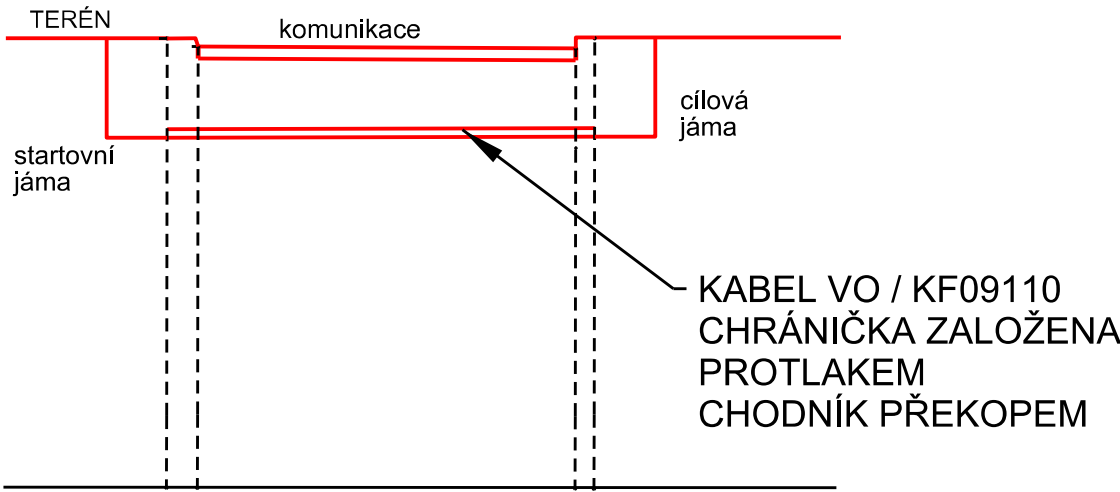 TERÉN
komunikace
cílová
jáma
startovní
jáma
KABEL VO / KF09110
CHRÁNIČKA ZALOŽENA
PROTLAKEM
CHODNÍK PŘEKOPEM